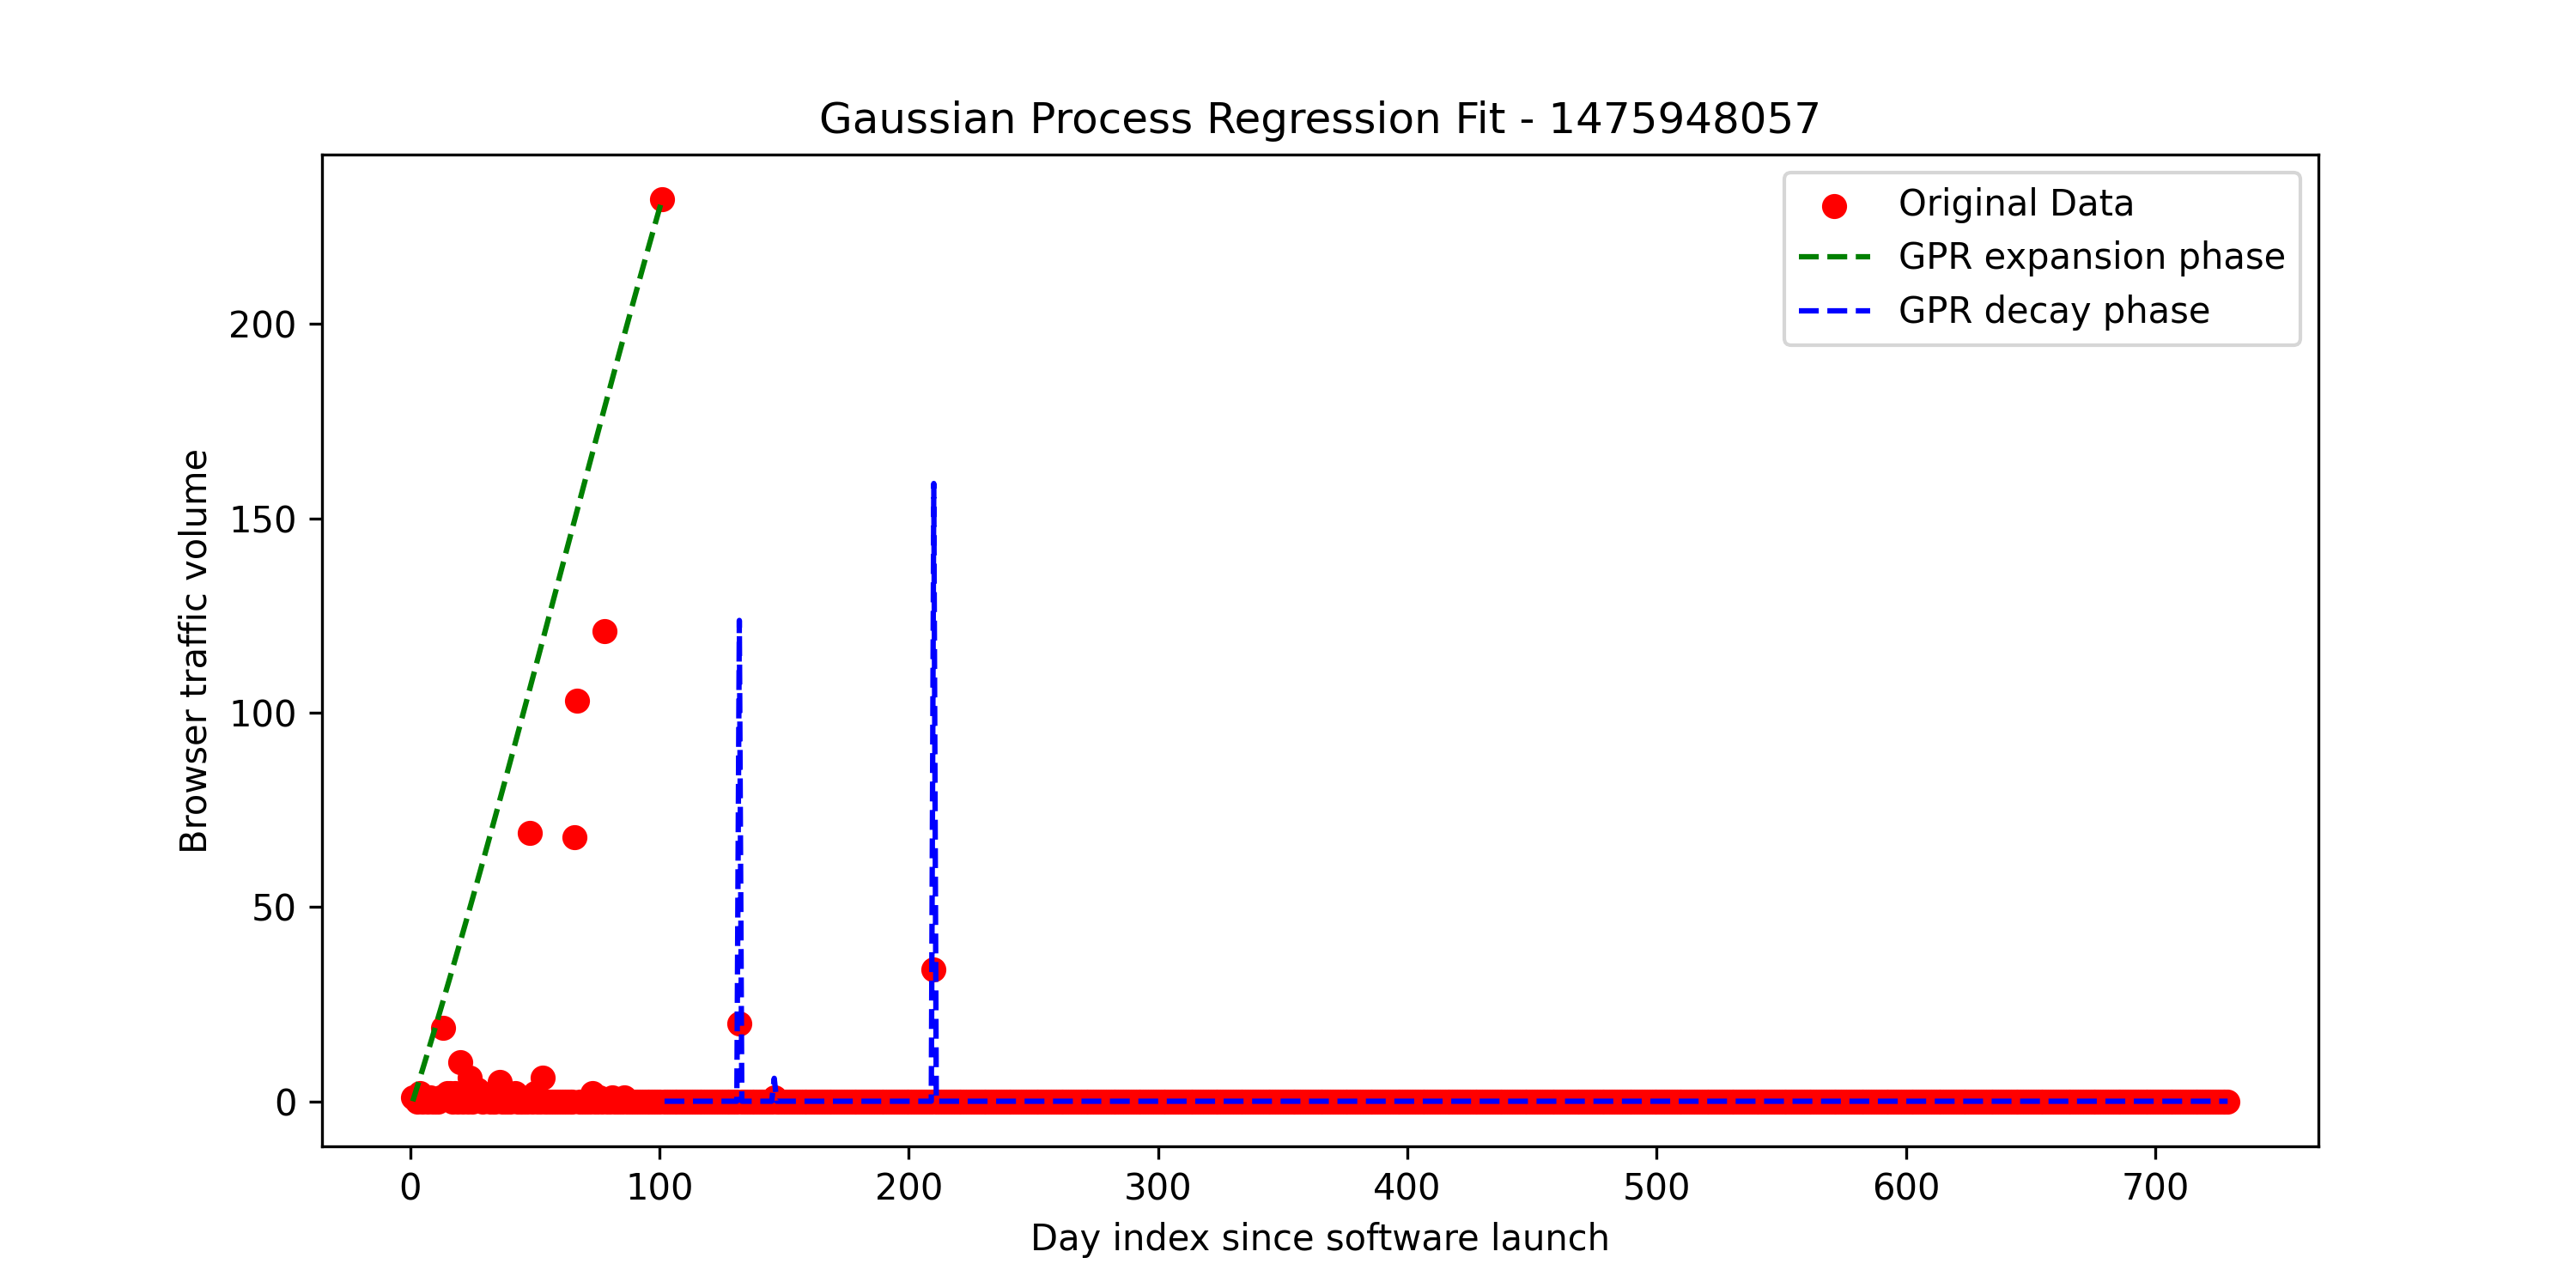 Gaussian Process Regression Fit - 1475948057
Original Data
GPR expansion phase
GPR decay phase
Browser traffic volume
200
150
100
50
0
0 100 200 300 400 500 600 700
Day index since software launch